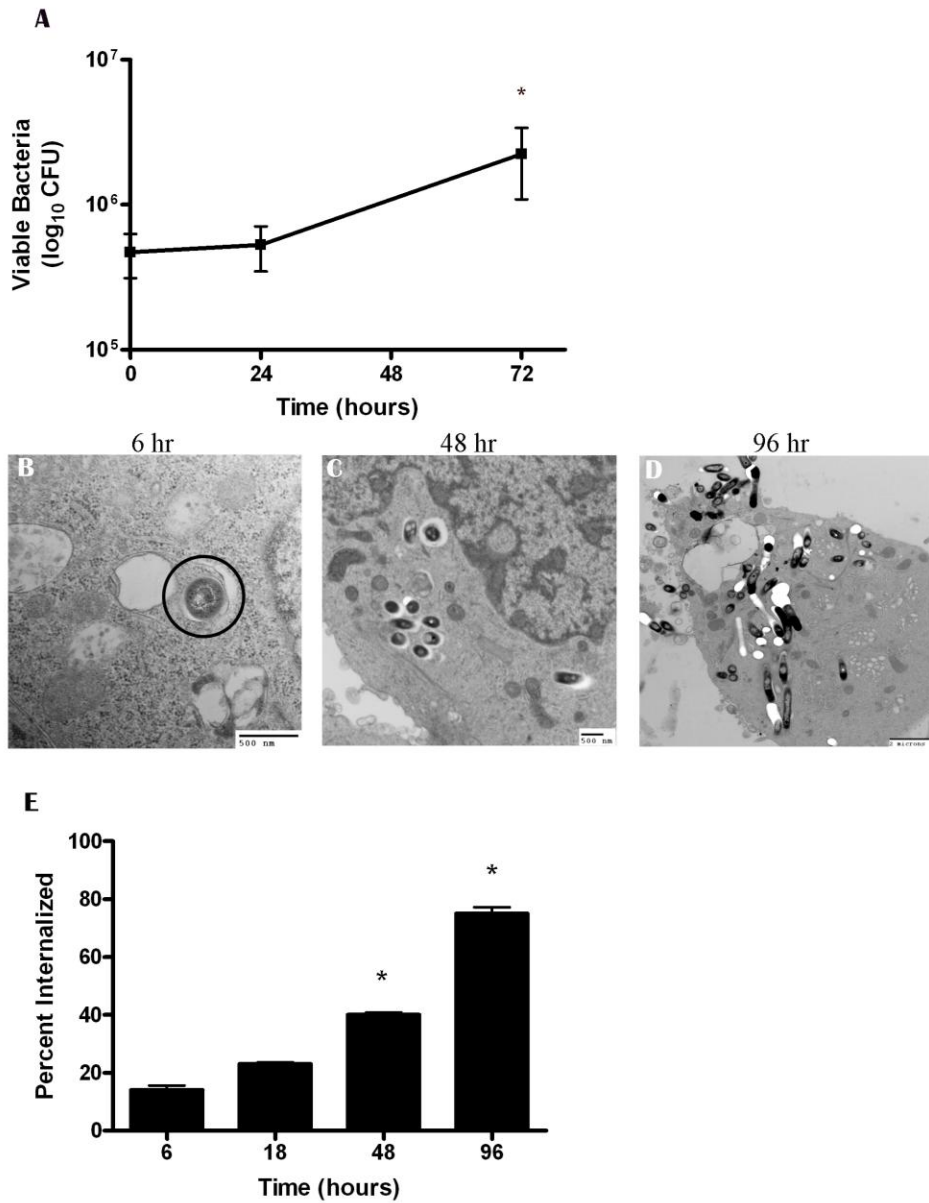 A
Viable Bacteria
(log₁₀ CFU)
10⁷
10⁶
10⁵
0 24 48 72
*
Time (hours)
6 hr 48 hr 96 hr
B C D
500 nm 500 nm 2 microns
E
Percent Internalized
100
80
60
40
20
0
* *
6 18 48 96
Time (hours)